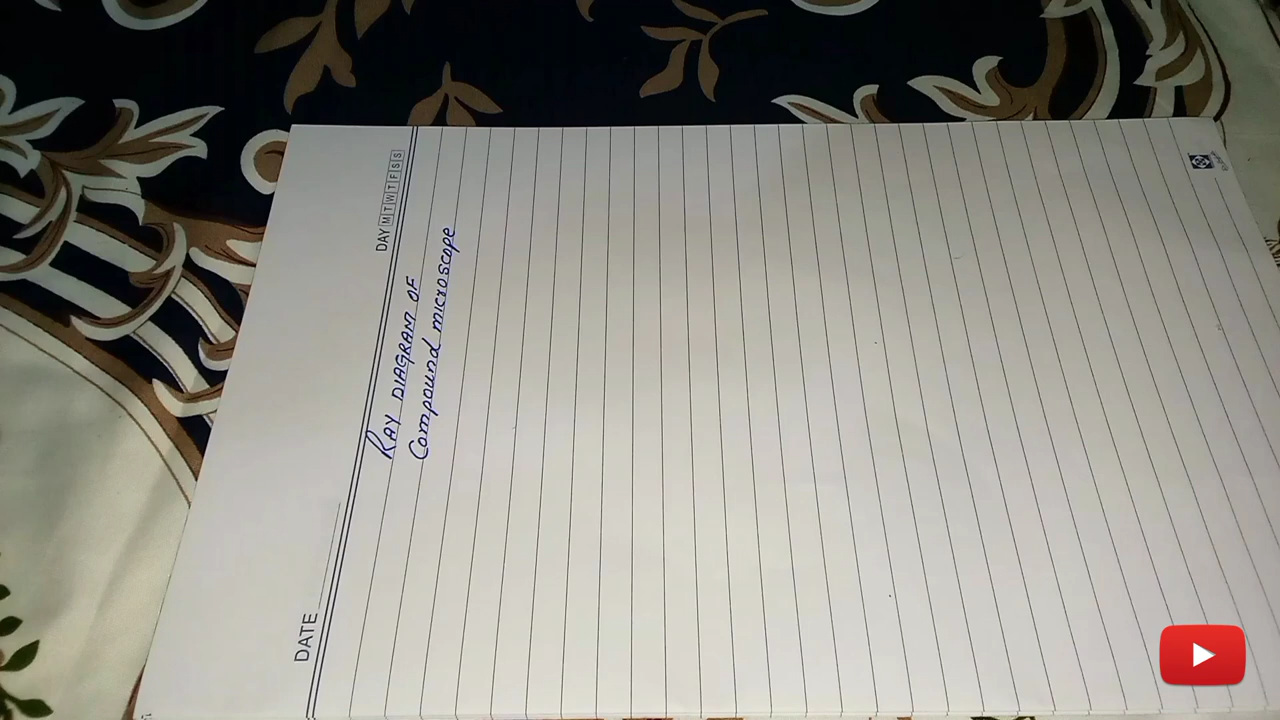 DATE
DAY M T W T F S S
RAY DIAGRAM OF
Compound microscope